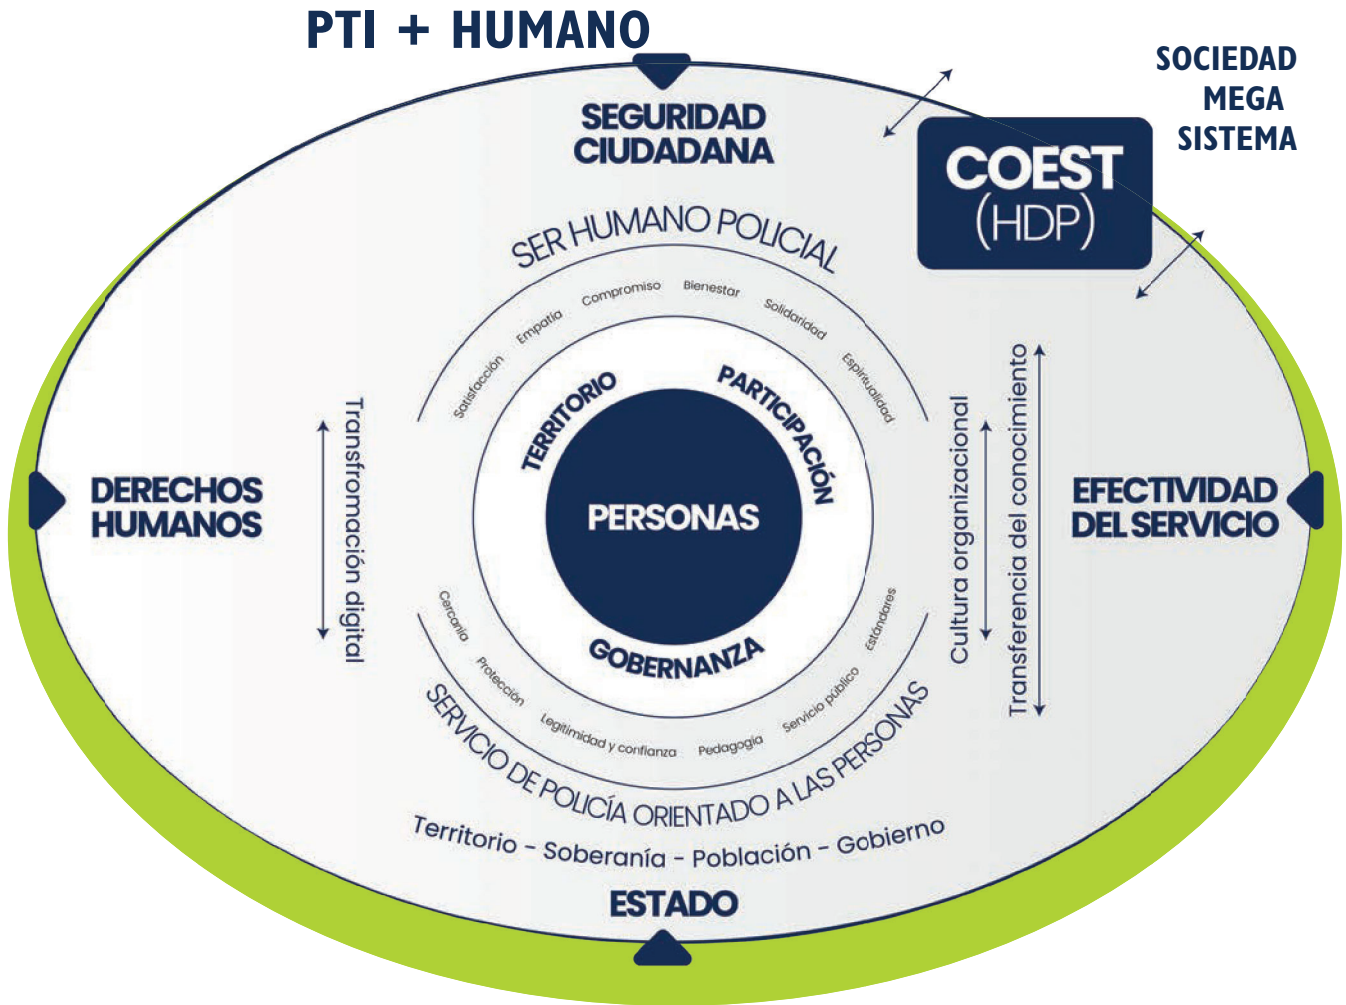 PTI + HUMANO
SOCIEDAD
MEGA
SISTEMA
SEGURIDAD
CIUDADANA
COEST
(HDP)
SER HUMANO POLICIAL
Satisfacción
Empatía
Compromiso
Bienestar
Solidaridad
Espiritualidad
TERRITORIO
PARTICIPACIÓN
PERSONAS
GOBERNANZA
DERECHOS
HUMANOS
Transfromación digital
Cultura organizacional
Transferencia del conocimiento
EFECTIVIDAD
DEL SERVICIO
Cercanía
Protección
Legitimidad y confianza
Pedagogía
Servicio público
Estándares
SERVICIO DE POLICÍA ORIENTADO A LAS PERSONAS
Territorio - Soberanía - Población - Gobierno
ESTADO